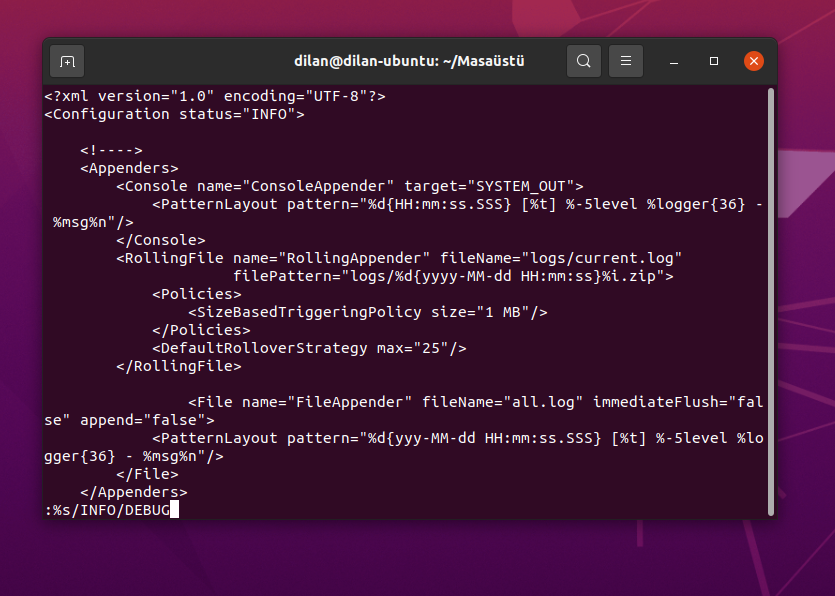 dilan@dilan-ubuntu: ~/Masaüstü
<?xml version="1.0" encoding="UTF-8"?>
<Configuration status="INFO">
<!---->
<Appenders>
<Console name="ConsoleAppender" target="SYSTEM_OUT">
<PatternLayout pattern="%d{HH:mm:ss.SSS} [%t] %-5level %logger{36} -
%msg%n"/>
</Console>
<RollingFile name="RollingAppender" fileName="logs/current.log"
filePattern="logs/%d{yyyy-MM-dd HH:mm:ss}%i.zip">
<Policies>
<SizeBasedTriggeringPolicy size="1 MB"/>
</Policies>
<DefaultRolloverStrategy max="25"/>
</RollingFile>
<File name="FileAppender" fileName="all.log" immediateFlush="fal
se" append="false">
<PatternLayout pattern="%d{yyy-MM-dd HH:mm:ss.SSS} [%t] %-5level %lo
gger{36} - %msg%n"/>
</File>
</Appenders>
:%s/INFO/DEBUG